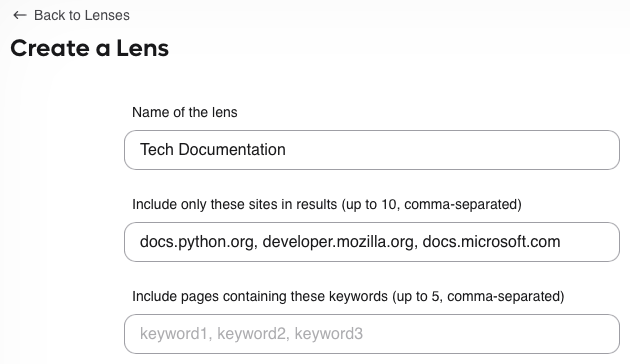 ← Back to Lenses
Create a Lens
Name of the lens
Tech Documentation
Include only these sites in results (up to 10, comma-separated)
docs.python.org, developer.mozilla.org, docs.microsoft.com
Include pages containing these keywords (up to 5, comma-separated)
keyword1, keyword2, keyword3